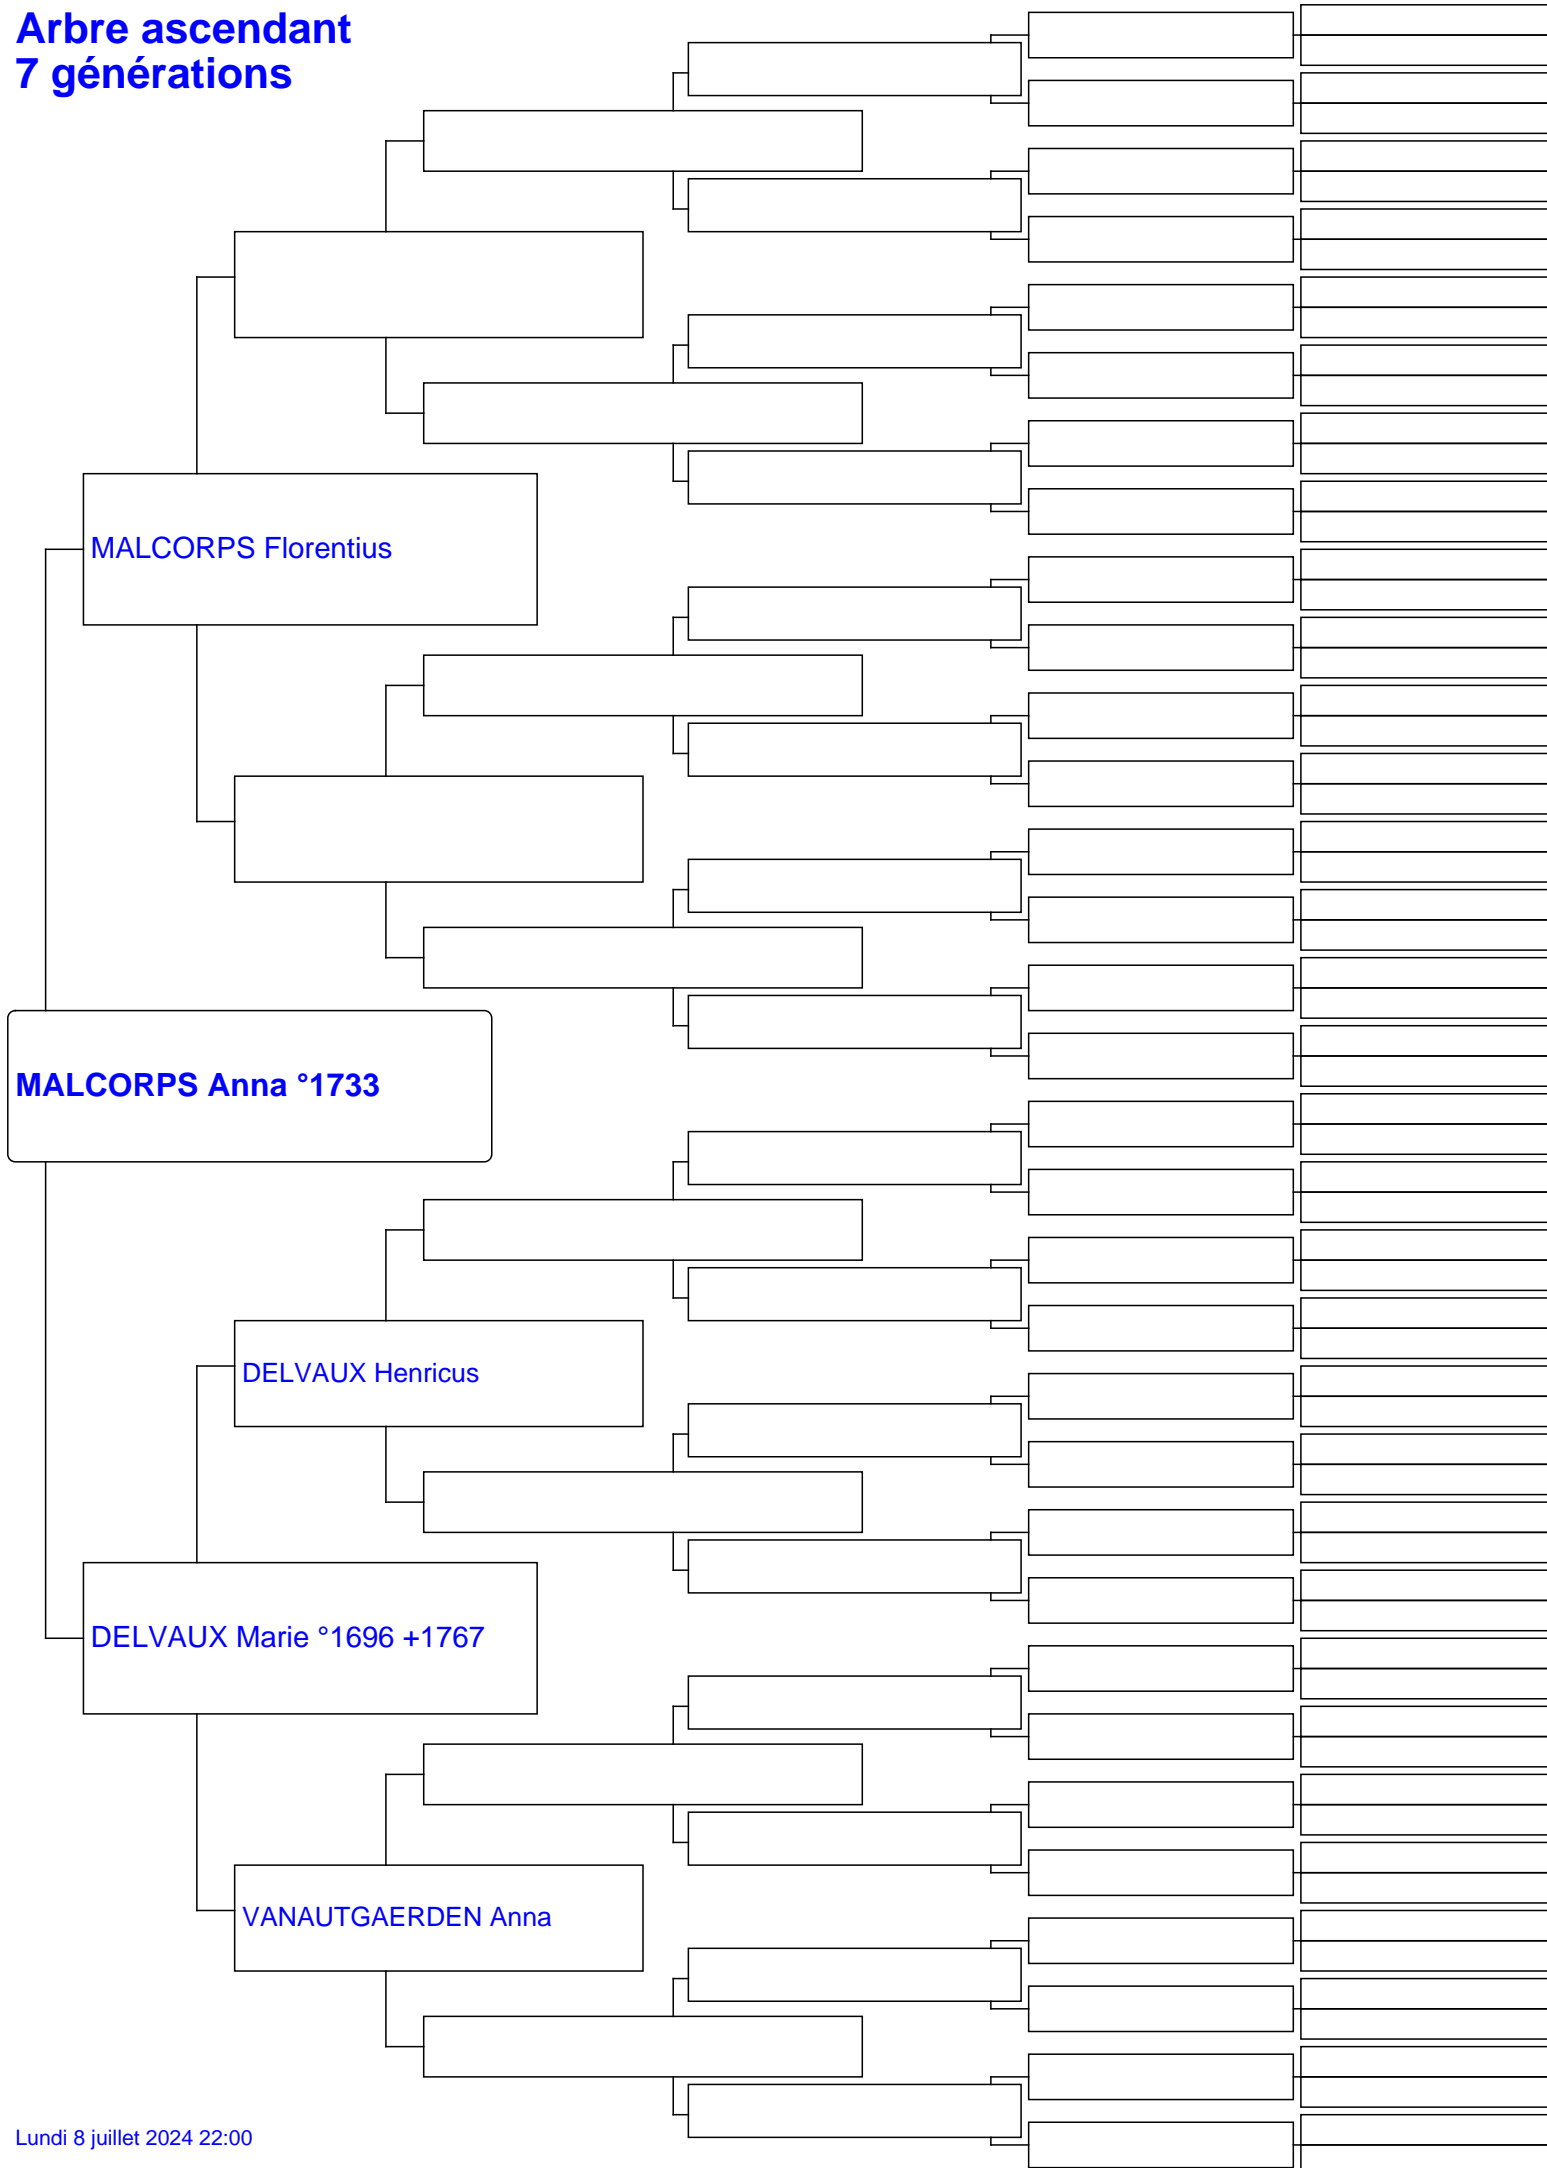 Arbre ascendant
7 générations
MALCORPS Florentius
MALCORPS Anna °1733
DELVAUX Henricus
DELVAUX Marie °1696 +1767
VANAUTGAERDEN Anna
Lundi 8 juillet 2024 22:00